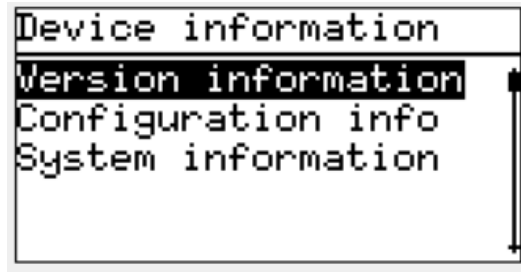 Device information
Version information
Configuration info
System information